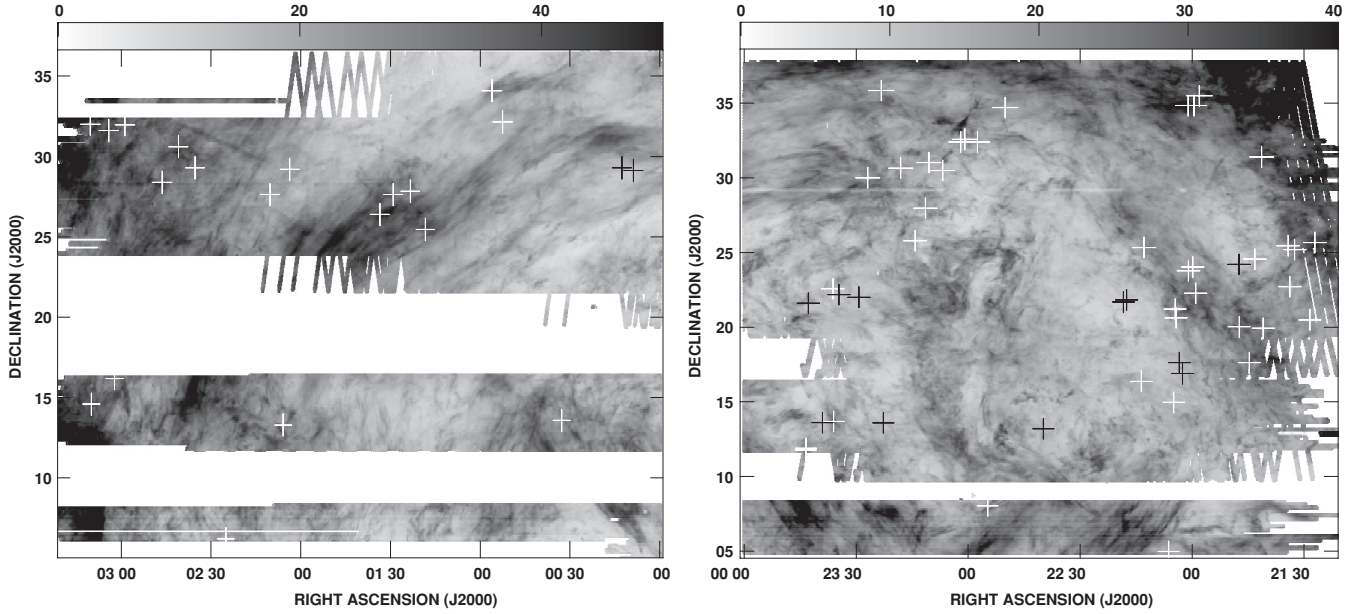 0 20 40
35
30
25
20
15
10
DECLINATION (J2000)
03 00 02 30 00 01 30 00 00 30 00
RIGHT ASCENSION (J2000)
0 10 20 30 40
35
30
25
20
15
10
05
DECLINATION (J2000)
00 00 23 30 00 22 30 00 21 30
RIGHT ASCENSION (J2000)